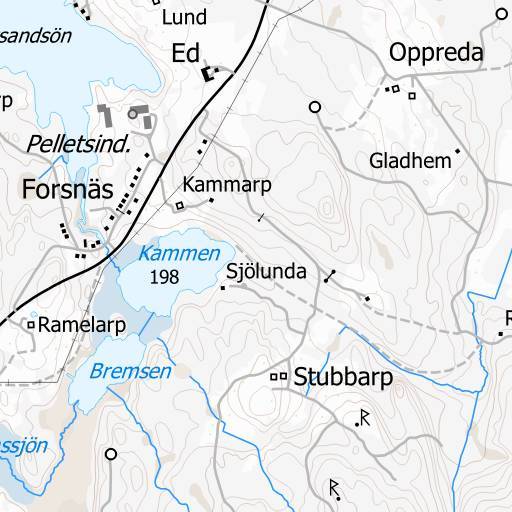 Lund
sandsön
Ed
Oppreda
Pelletsind.
Gladhem
Forsnäs
Kammarp
Kammen
198
Sjölunda
Ramelarp
Bremsen
Stubbarp
ssjön